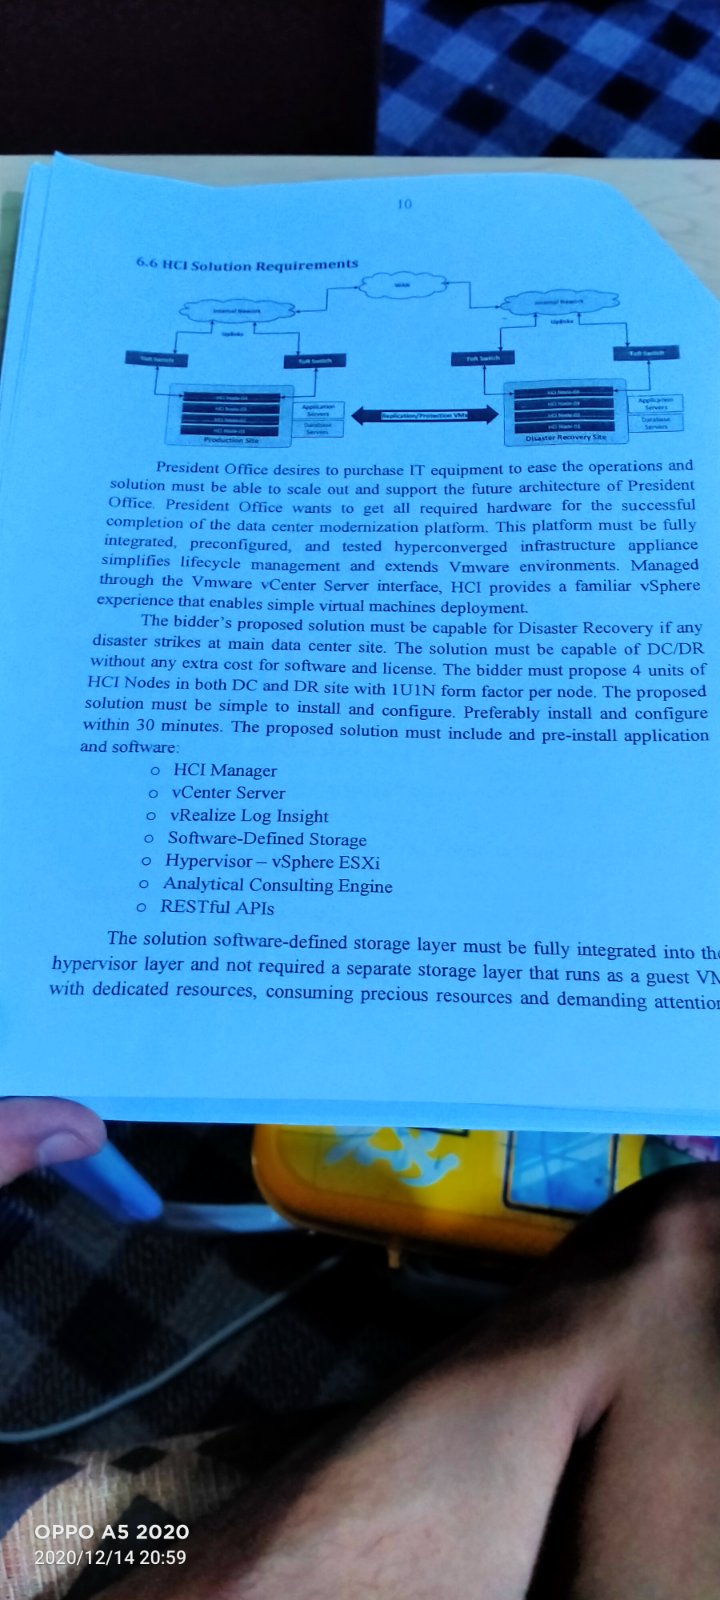 10
6.6 HCI Solution Requirements
WAN
Internal Nework
Internal Nework
Uplinks
Uplinks
ToR Switch
ToR Switch
ToR Switch
ToR Switch
HCI Node-04
HCI Node-03
HCI Node-02
HCI Node-01
Production Site
Application
Servers
Database
Servers
Replication/Protection VMs
HCI Node-04
HCI Node-03
HCI Node-02
HCI Node-01
Disaster Recovery Site
Application
Servers
Database
Servers
President Office desires to purchase IT equipment to ease the operations and
solution must be able to scale out and support the future architecture of President
Office. President Office wants to get all required hardware for the successful
completion of the data center modernization platform. This platform must be fully
integrated, preconfigured, and tested hyperconverged infrastructure appliance
simplifies lifecycle management and extends Vmware environments. Managed
through the Vmware vCenter Server interface, HCI provides a familiar vSphere
experience that enables simple virtual machines deployment.
The bidder's proposed solution must be capable for Disaster Recovery if any
disaster strikes at main data center site. The solution must be capable of DC/DR
without any extra cost for software and license. The bidder must propose 4 units of
HCI Nodes in both DC and DR site with 1U1N form factor per node. The proposed
solution must be simple to install and configure. Preferably install and configure
within 30 minutes. The proposed solution must include and pre-install application
and software:
o HCI Manager
o vCenter Server
o vRealize Log Insight
o Software-Defined Storage
o Hypervisor – vSphere ESXi
o Analytical Consulting Engine
o RESTful APIs
The solution software-defined storage layer must be fully integrated into the
hypervisor layer and not required a separate storage layer that runs as a guest VM
with dedicated resources, consuming precious resources and demanding attention
OPPO A5 2020
2020/12/14 20:59